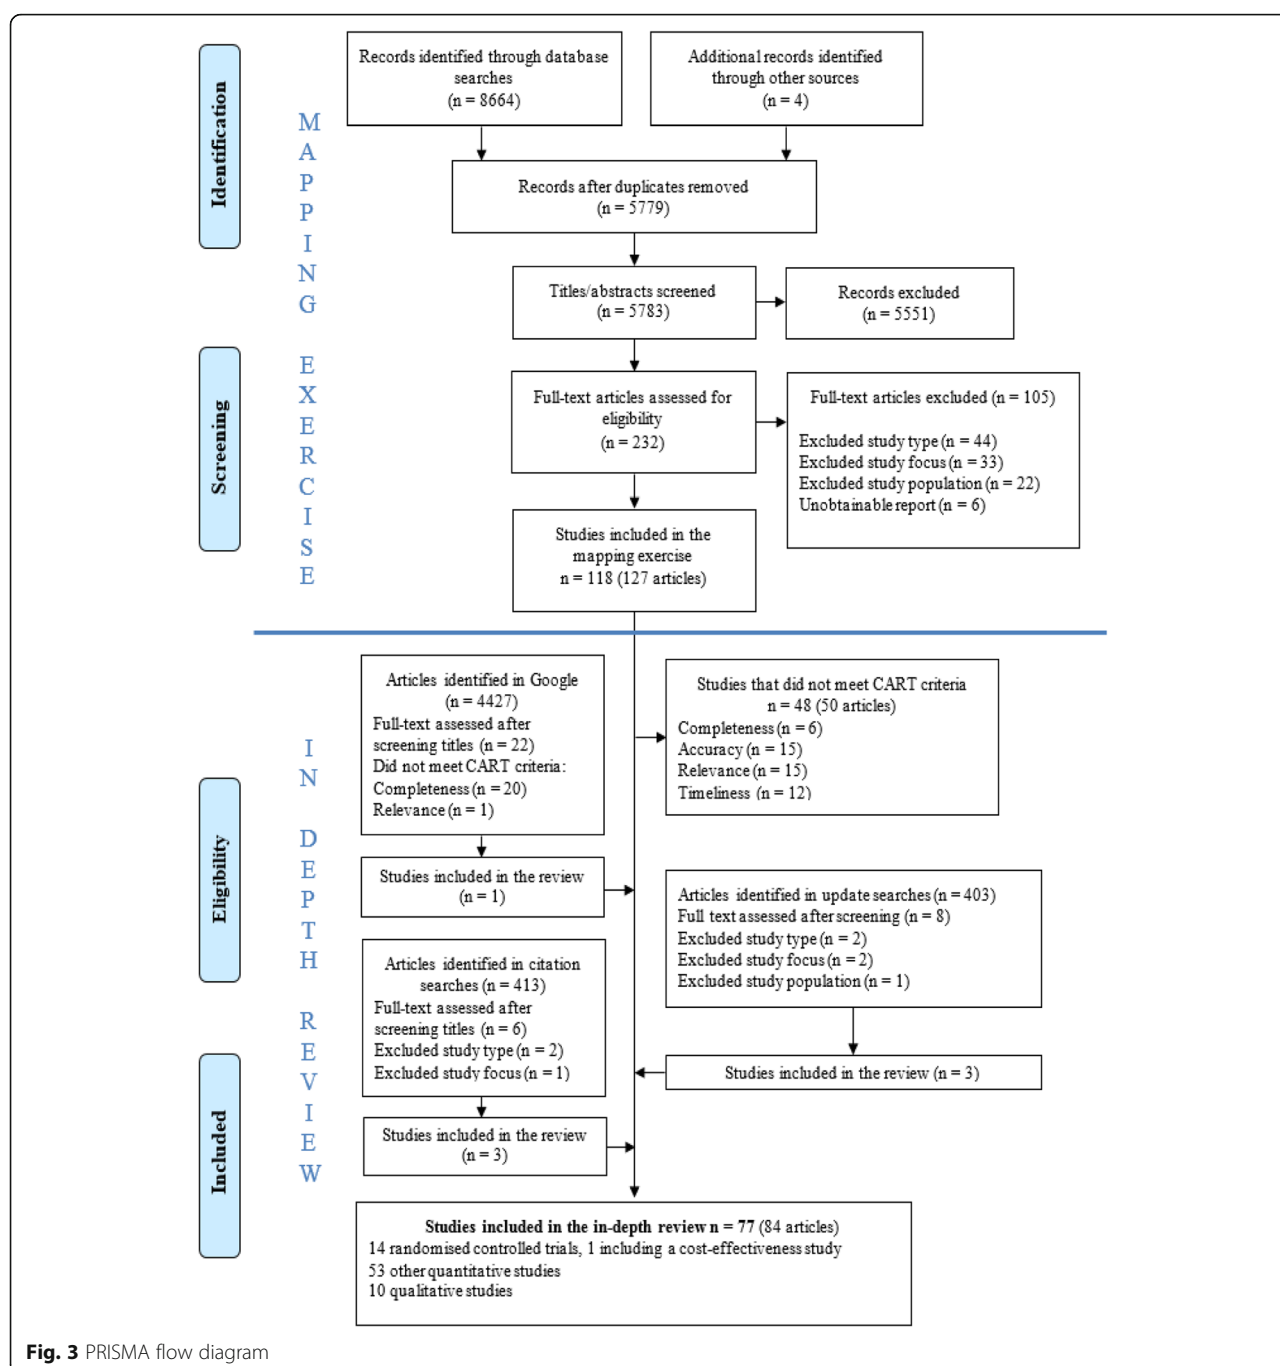 Identification
Screening
Eligibility
Included
MAPPING EXERCISE
IN DEPTH REVIEW
Records identified through database
searches
(n = 8664)
Additional records identified
through other sources
(n = 4)
Records after duplicates removed
(n = 5779)
Titles/abstracts screened
(n = 5783)
Records excluded
(n = 5551)
Full-text articles assessed for
eligibility
(n = 232)
Full-text articles excluded (n = 105)
Excluded study type (n = 44)
Excluded study focus (n = 33)
Excluded study population (n = 22)
Unobtainable report (n = 6)
Studies included in the
mapping exercise
n = 118 (127 articles)
Articles identified in Google
(n = 4427)
Full-text assessed after
screening titles (n = 22)
Did not meet CART criteria:
Completeness (n = 20)
Relevance (n = 1)
Studies that did not meet CART criteria
n = 48 (50 articles)
Completeness (n = 6)
Accuracy (n = 15)
Relevance (n = 15)
Timeliness (n = 12)
Studies included in the review
(n = 1)
Articles identified in update searches (n = 403)
Full text assessed after screening (n = 8)
Excluded study type (n = 2)
Excluded study focus (n = 2)
Excluded study population (n = 1)
Articles identified in citation
searches (n = 413)
Full-text assessed after
screening titles (n = 6)
Excluded study type (n = 2)
Excluded study focus (n = 1)
Studies included in the review (n = 3)
Studies included in the review
(n = 3)
Studies included in the in-depth review n = 77 (84 articles)
14 randomised controlled trials, 1 including a cost-effectiveness study
53 other quantitative studies
10 qualitative studies
Fig. 3 PRISMA flow diagram